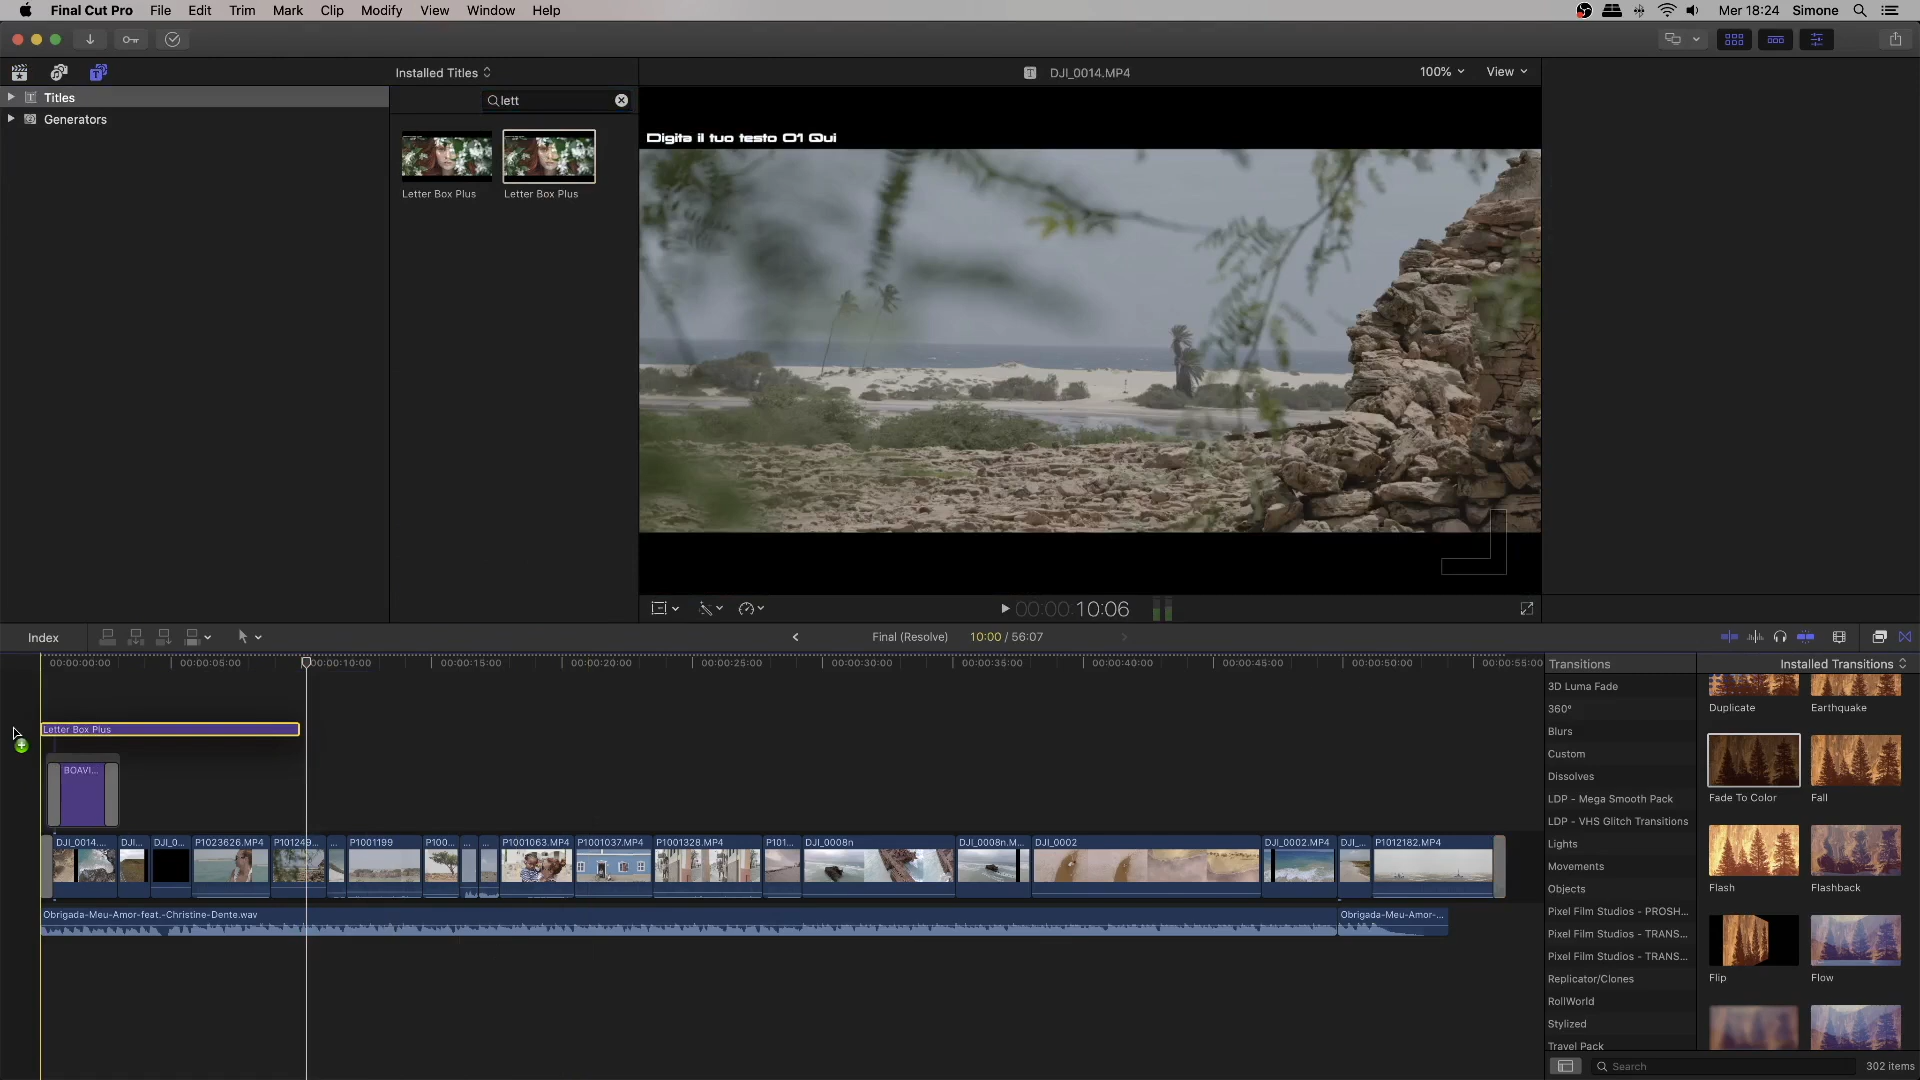 Final Cut Pro File Edit Trim Mark Clip Modify View Window Help Mer 18:24 Simone
Installed Titles DJI_0014.MP4 100% View
Titles lett
Generators
Digita il tuo testo 01 Qui
Letter Box Plus Letter Box Plus
00:00:00:10:06
Index Final (Resolve) 10:00 / 56:07
00:00:00:00 00:00:05:00 00:00:10:00 00:00:15:00 00:00:20:00 00:00:25:00 00:00:30:00 00:00:35:00 00:00:40:00 00:00:45:00 00:00:50:00 00:00:55:00
Letter Box Plus
BOAVI...
DJI_0014.... DJI... DJI_0... P1023626.MP4 P101249... ... P1001199 P100... ... ... P1001063.MP4 P1001037.MP4 P1001328.MP4 P101... DJI_0008n DJI_0008n.M... DJI_0002 DJI_0002.MP4 DJI_... P1012182.MP4
Obrigada-Meu-Amor-feat.-Christine-Dente.wav Obrigada-Meu-Amor-...
Transitions Installed Transitions
3D Luma Fade
360°
Blurs
Custom
Dissolves
LDP - Mega Smooth Pack
LDP - VHS Glitch Transitions
Lights
Movements
Objects
Pixel Film Studios - PROSH...
Pixel Film Studios - TRANS...
Pixel Film Studios - TRANS...
Replicator/Clones
RollWorld
Stylized
Travel Pack
Duplicate Earthquake
Fade To Color Fall
Flash Flashback
Flip Flow
Search 302 items